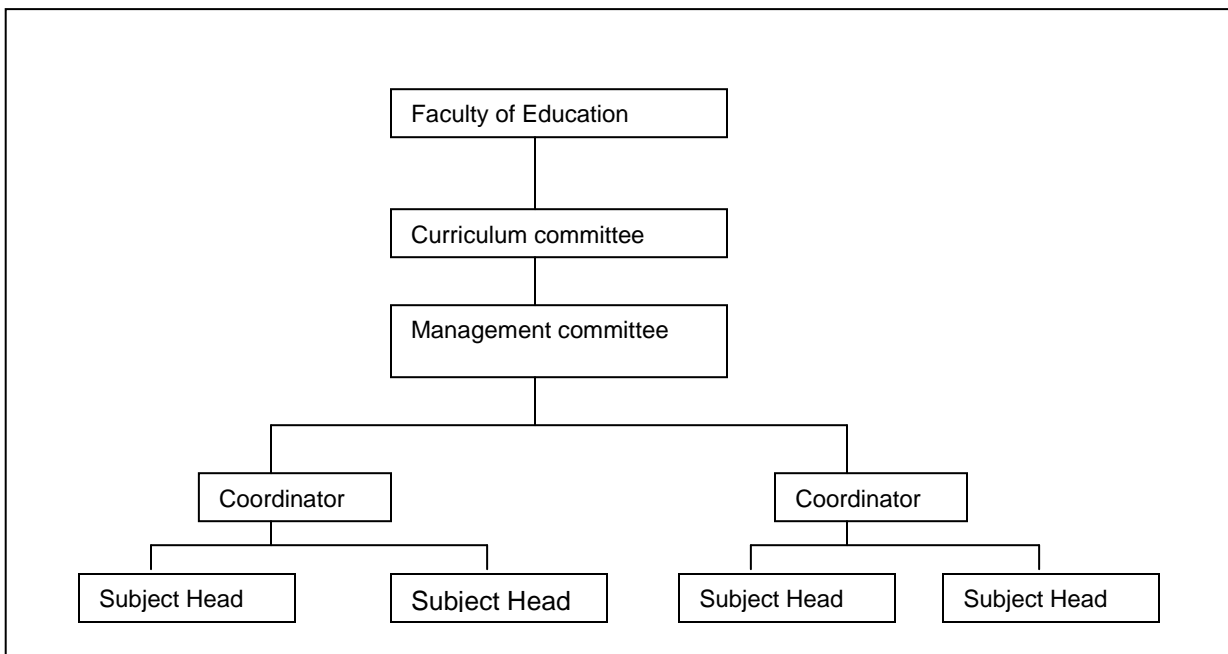 Faculty of Education
Curriculum committee
Management committee
Coordinator
Coordinator
Subject Head
Subject Head
Subject Head
Subject Head